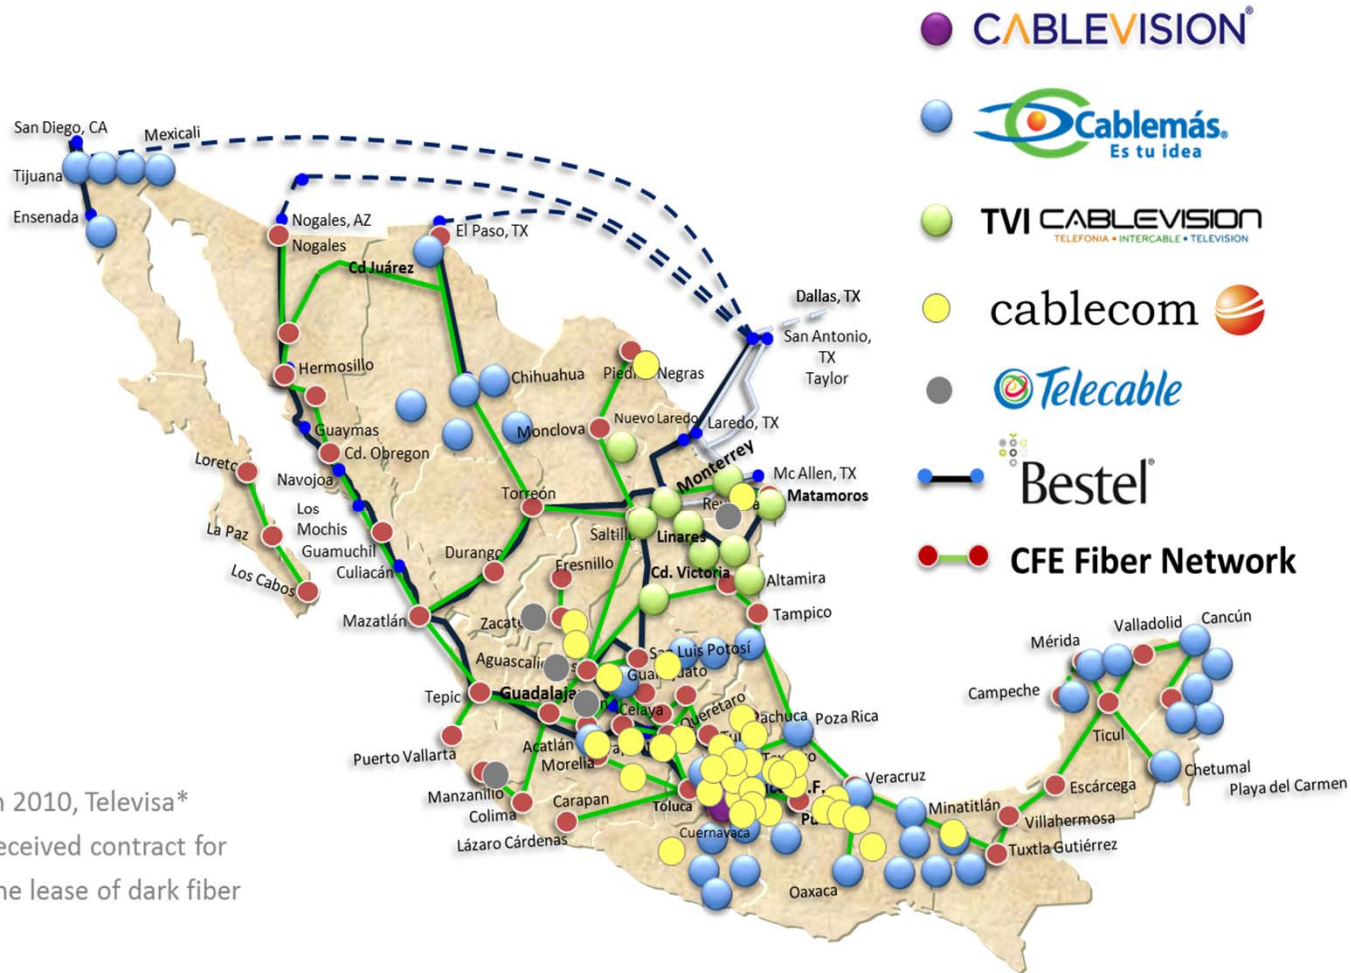 CABLEVISION®
Cablemás®
Es tu idea
TVI CABLEVISION
TELEFONIA • INTERCABLE • TELEVISION
cablecom
Telecable
Bestel®
CFE Fiber Network
San Diego, CA
Mexicali
Tijuana
Ensenada
Nogales, AZ
Nogales
El Paso, TX
Cd Juárez
Dallas, TX
San Antonio,
TX
Taylor
Hermosillo
Chihuahua
Negras
Nuevo Laredo
Laredo, TX
Monclova
Guaymas
Cd. Obregon
Loreto
Navojoa
Monterrey
Mc Allen, TX
Matamoros
Torreón
Los
Mochis
Saltillo
Linares
La Paz
Guamuchil
Durango
Culiacán
Fresnillo
Cd. Victoria
Altamira
Los Cabos
Mazatlán
Tampico
Valladolid
Cancún
Mérida
Luis Potosí
Tepic
Campeche
Celaya
Querétaro
Pachuca
Poza Rica
Ticul
Acatlán
Puerto Vallarta
Morelia
Veracruz
Chetumal
Playa del Carmen
Escárcega
Manzanillo
Colima
Carapan
Toluca
Minatitlán
Villahermosa
Lázaro Cárdenas
Cuernavaca
Tuxtla Gutiérrez
Oaxaca
2010, Televisa*
eceived contract for
ne lease of dark fiber